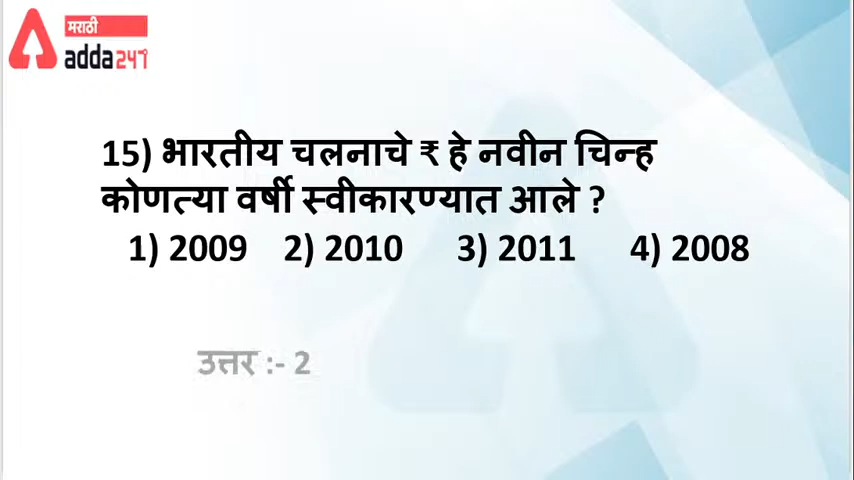 मराठी
adda247
15) भारतीय चलनाचे ₹ हे नवीन चिन्ह
कोणत्या वर्षी स्वीकारण्यात आले ?
1) 2009 2) 2010 3) 2011 4) 2008
उत्तर :- 2